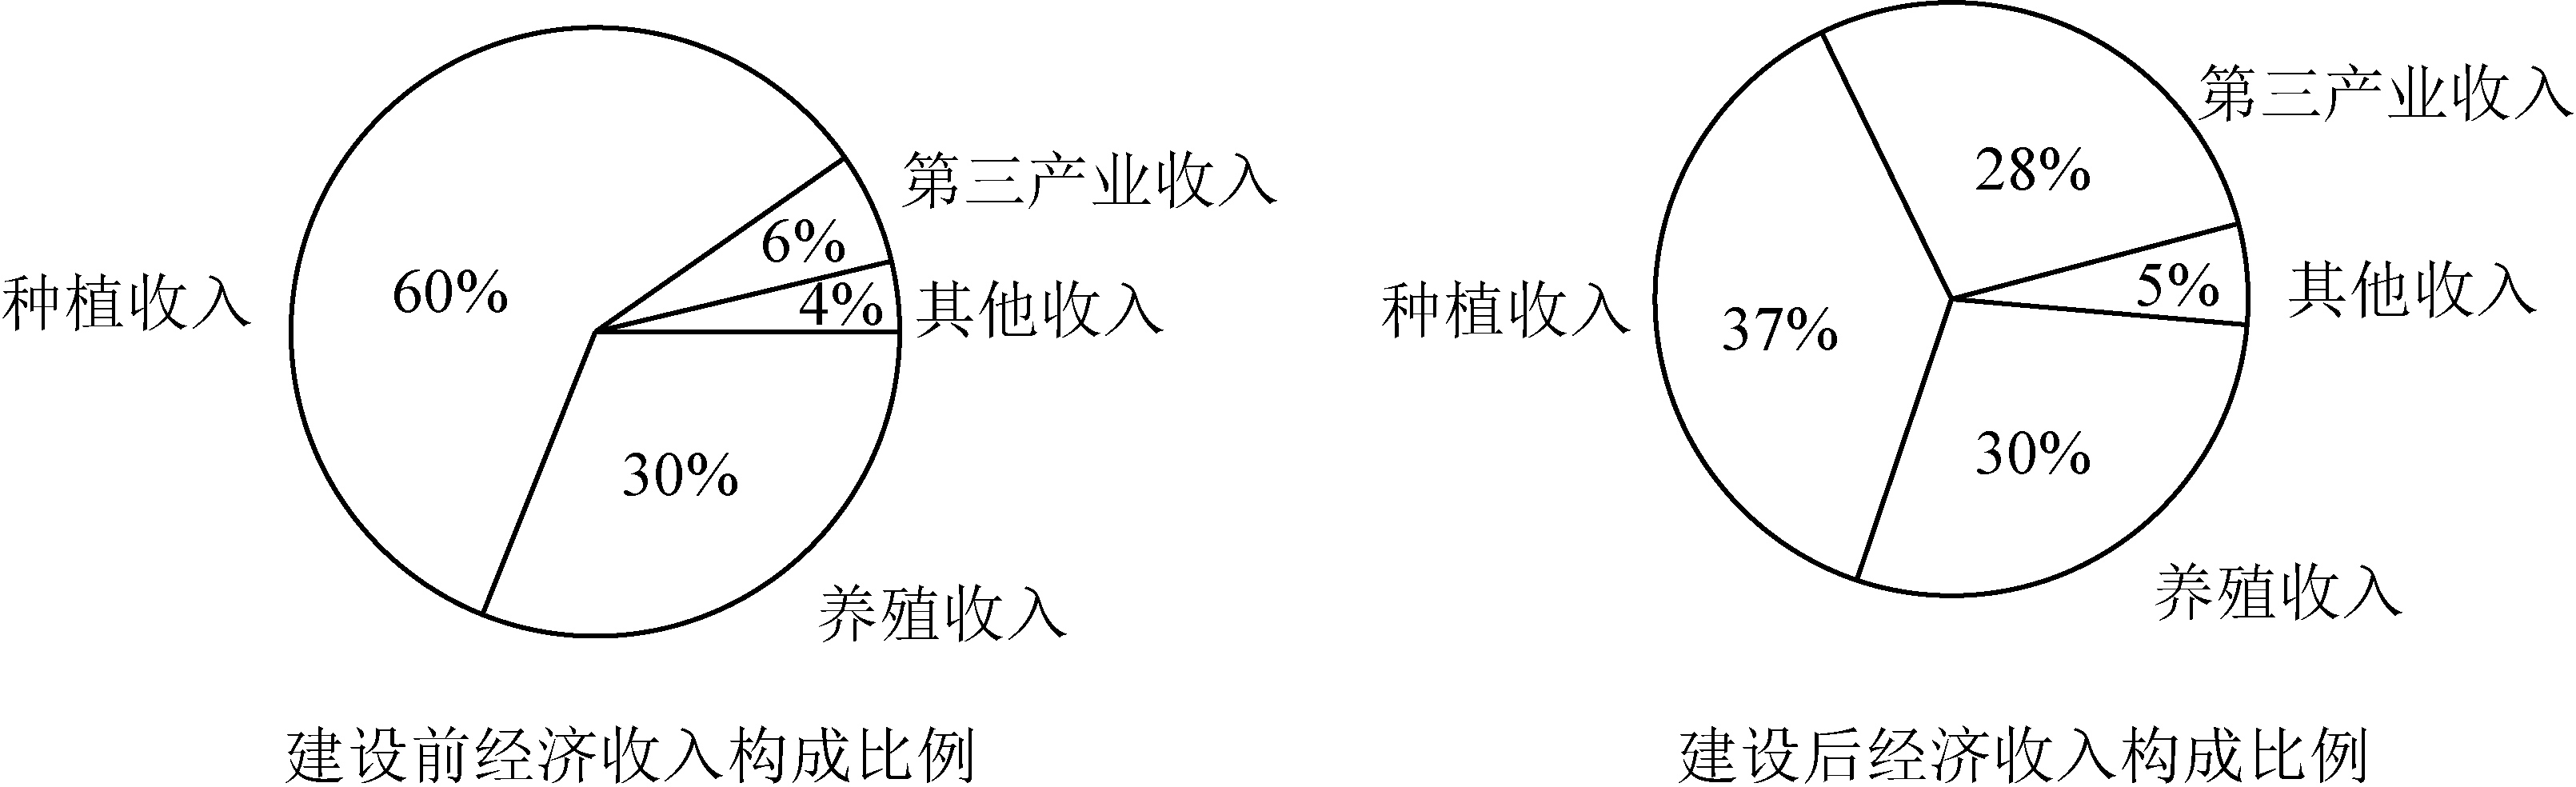 种植收入
60%
第三产业收入
6%
其他收入
4%
30%
养殖收入
建设前经济收入构成比例
第三产业收入
28%
种植收入
37%
其他收入
5%
30%
养殖收入
建设后经济收入构成比例